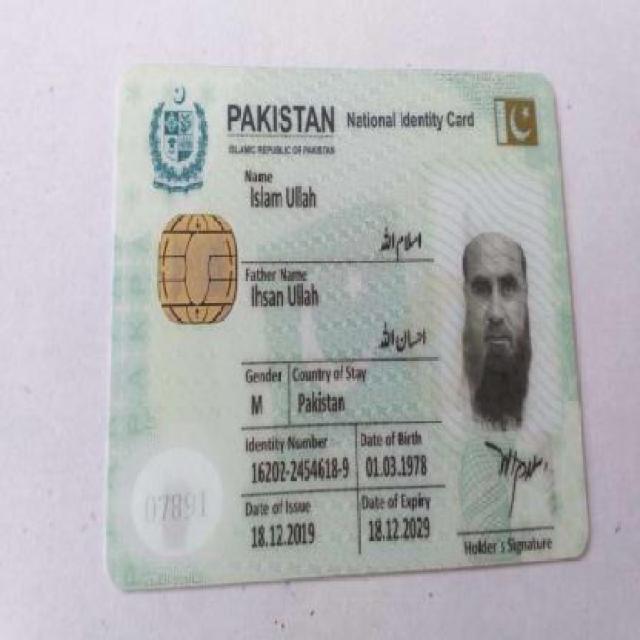 PAKISTAN National Identity Card
ISLAMIC REPUBLIC OF PAKISTAN
Name
Islam Ullah
اسلام اللہ
Father Name
Ihsan Ullah
احسان اللہ
Gender Country of Stay
M Pakistan
Identity Number Date of Birth
16202-2454618-9 01.03.1978
Date of Issue Date of Expiry
18.12.2019 18.12.2029
07891
Holder's Signature